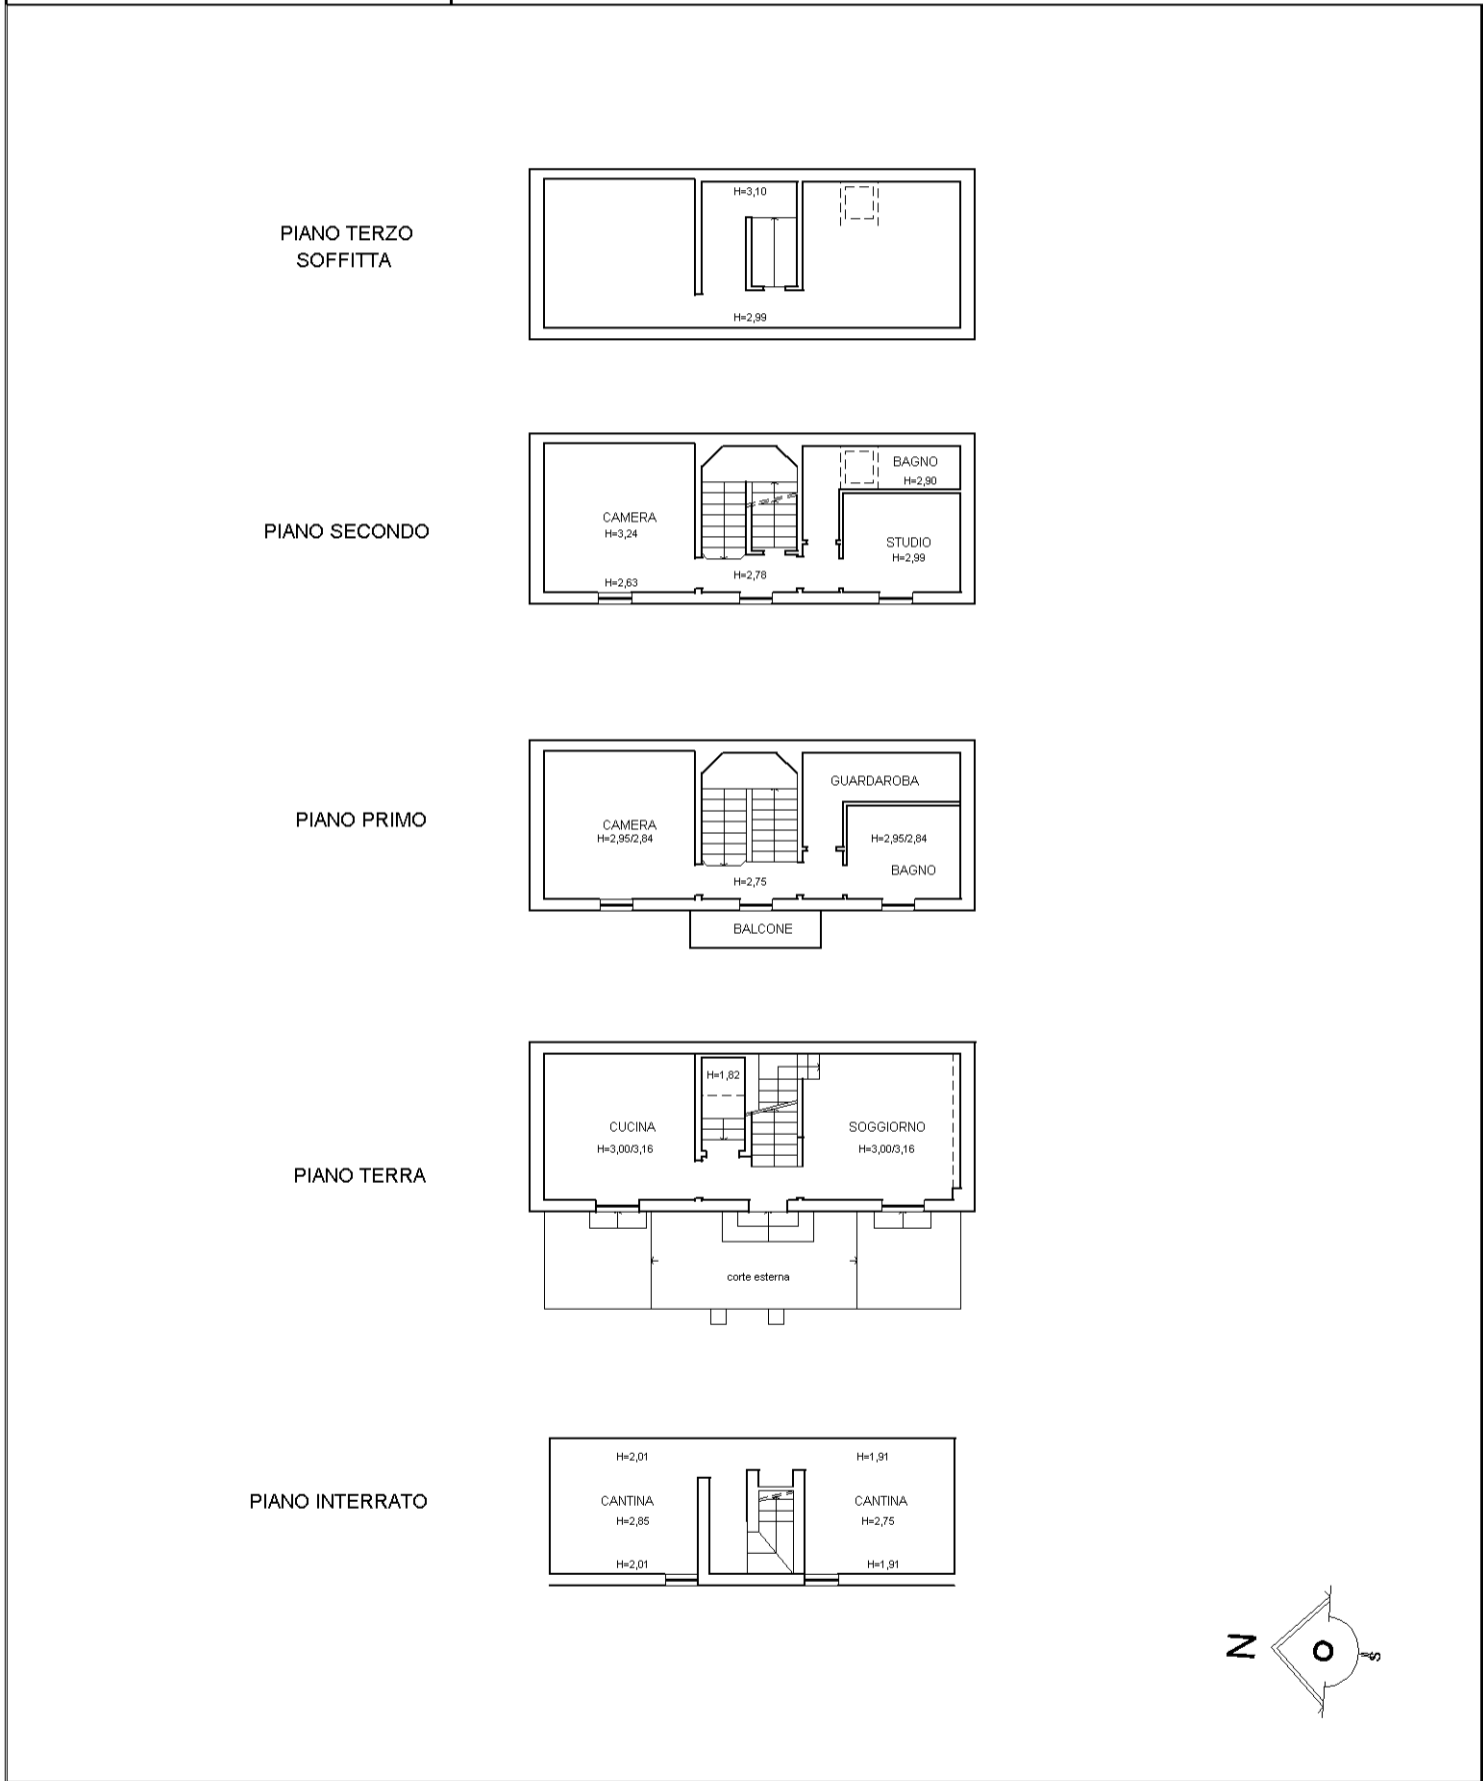 PIANO TERZO
SOFFITTA
H=3,10
H=2,99
PIANO SECONDO
CAMERA
H=3,24
H=2,63
H=2,78
BAGNO
H=2,90
STUDIO
H=2,99
PIANO PRIMO
CAMERA
H=2,95/2,84
H=2,75
GUARDAROBA
H=2,95/2,84
BAGNO
BALCONE
PIANO TERRA
CUCINA
H=3,00/3,16
H=1,82
SOGGIORNO
H=3,00/3,16
corte esterna
PIANO INTERRATO
H=2,01
CANTINA
H=2,85
H=2,01
H=1,91
CANTINA
H=2,75
H=1,91
N
O
S